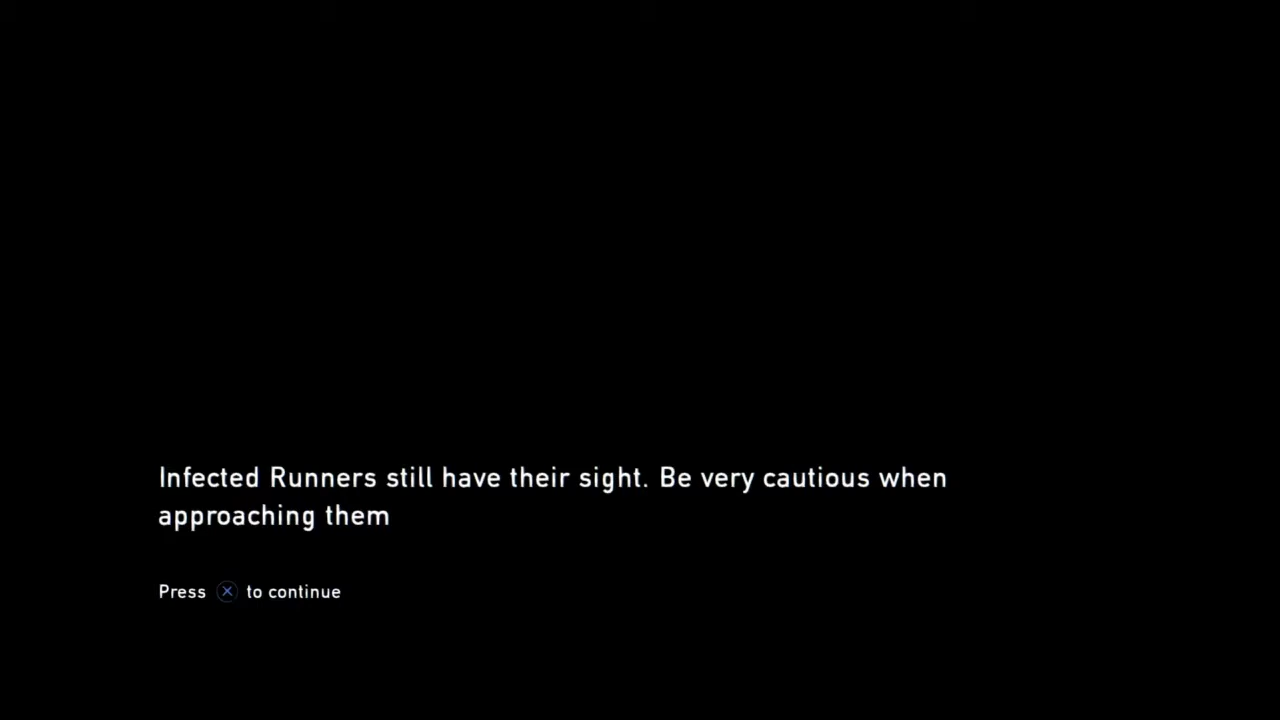 Infected Runners still have their sight. Be very cautious when
approaching them
Press ⓧ to continue